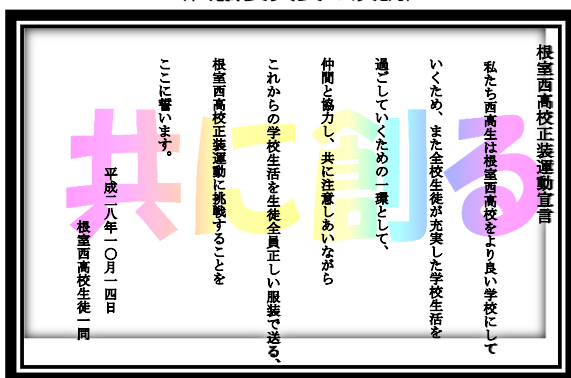 根室西高校正装運動宣言
私たち西高生は根室西高校をより良い学校にして
いくため、また全校生徒が充実した学校生活を
過ごしていくための一環として、
仲間と協力し、共に注意しあいながら
これからの学校生活を生徒全員正しい服装で送る、
根室西高校正装運動に挑戦することを
ここに誓います。
平成二八年一〇月一四日
根室西高校生徒一同
共に創る